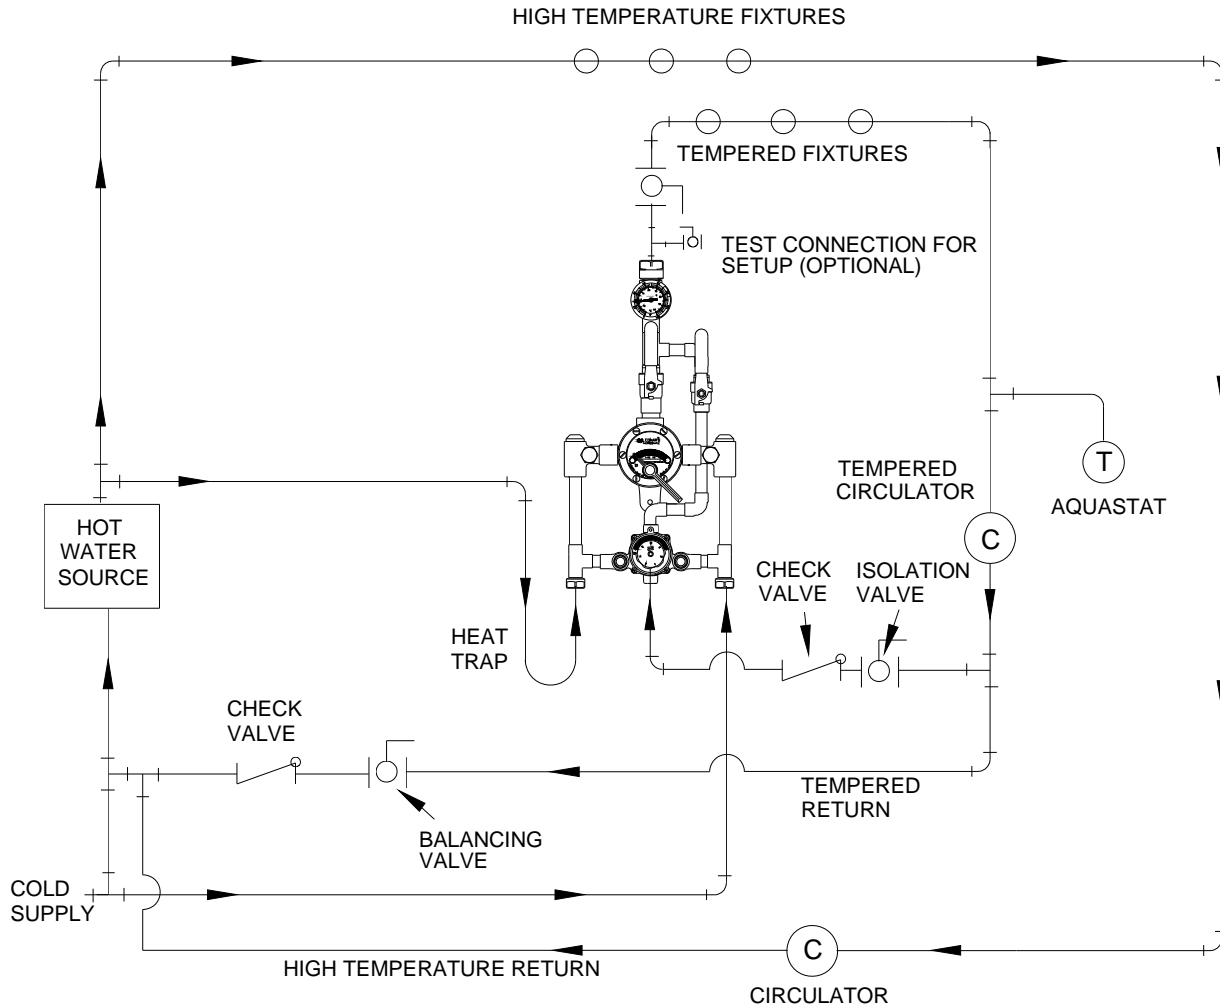 HIGH TEMPERATURE FIXTURES
TEMPERED FIXTURES
TEST CONNECTION FOR
SETUP (OPTIONAL)
TEMPERED
CIRCULATOR
T
AQUASTAT
HOT
WATER
SOURCE
C
CHECK
VALVE
ISOLATION
VALVE
HEAT
TRAP
CHECK
VALVE
TEMPERED
RETURN
BALANCING
VALVE
COLD
SUPPLY
C
HIGH TEMPERATURE RETURN
CIRCULATOR